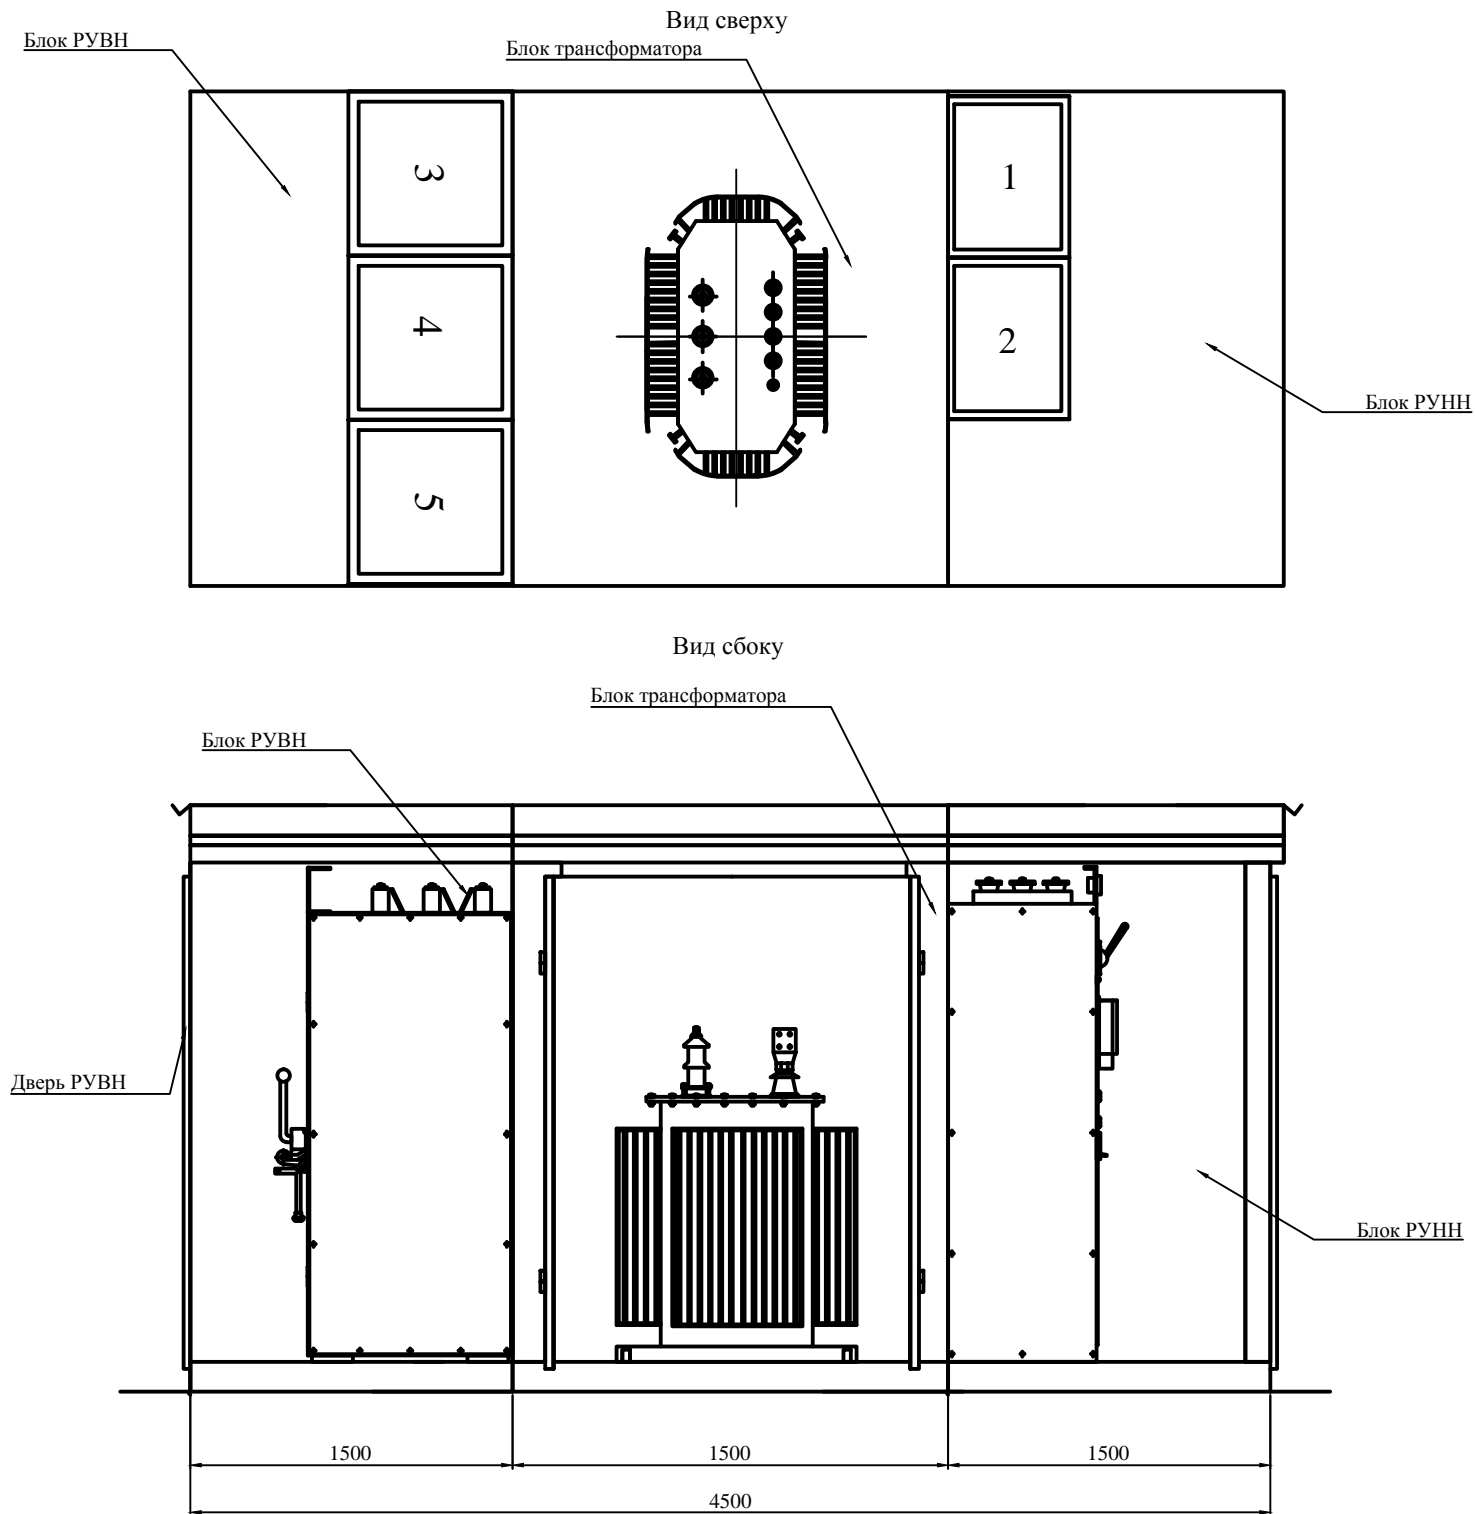 Вид сверху
Блок РУВН
Блок трансформатора
3
1
4
2
Блок РУНН
5
Вид сбоку
Блок трансформатора
Блок РУВН
Дверь РУВН
Блок РУНН
1500
1500
1500
4500